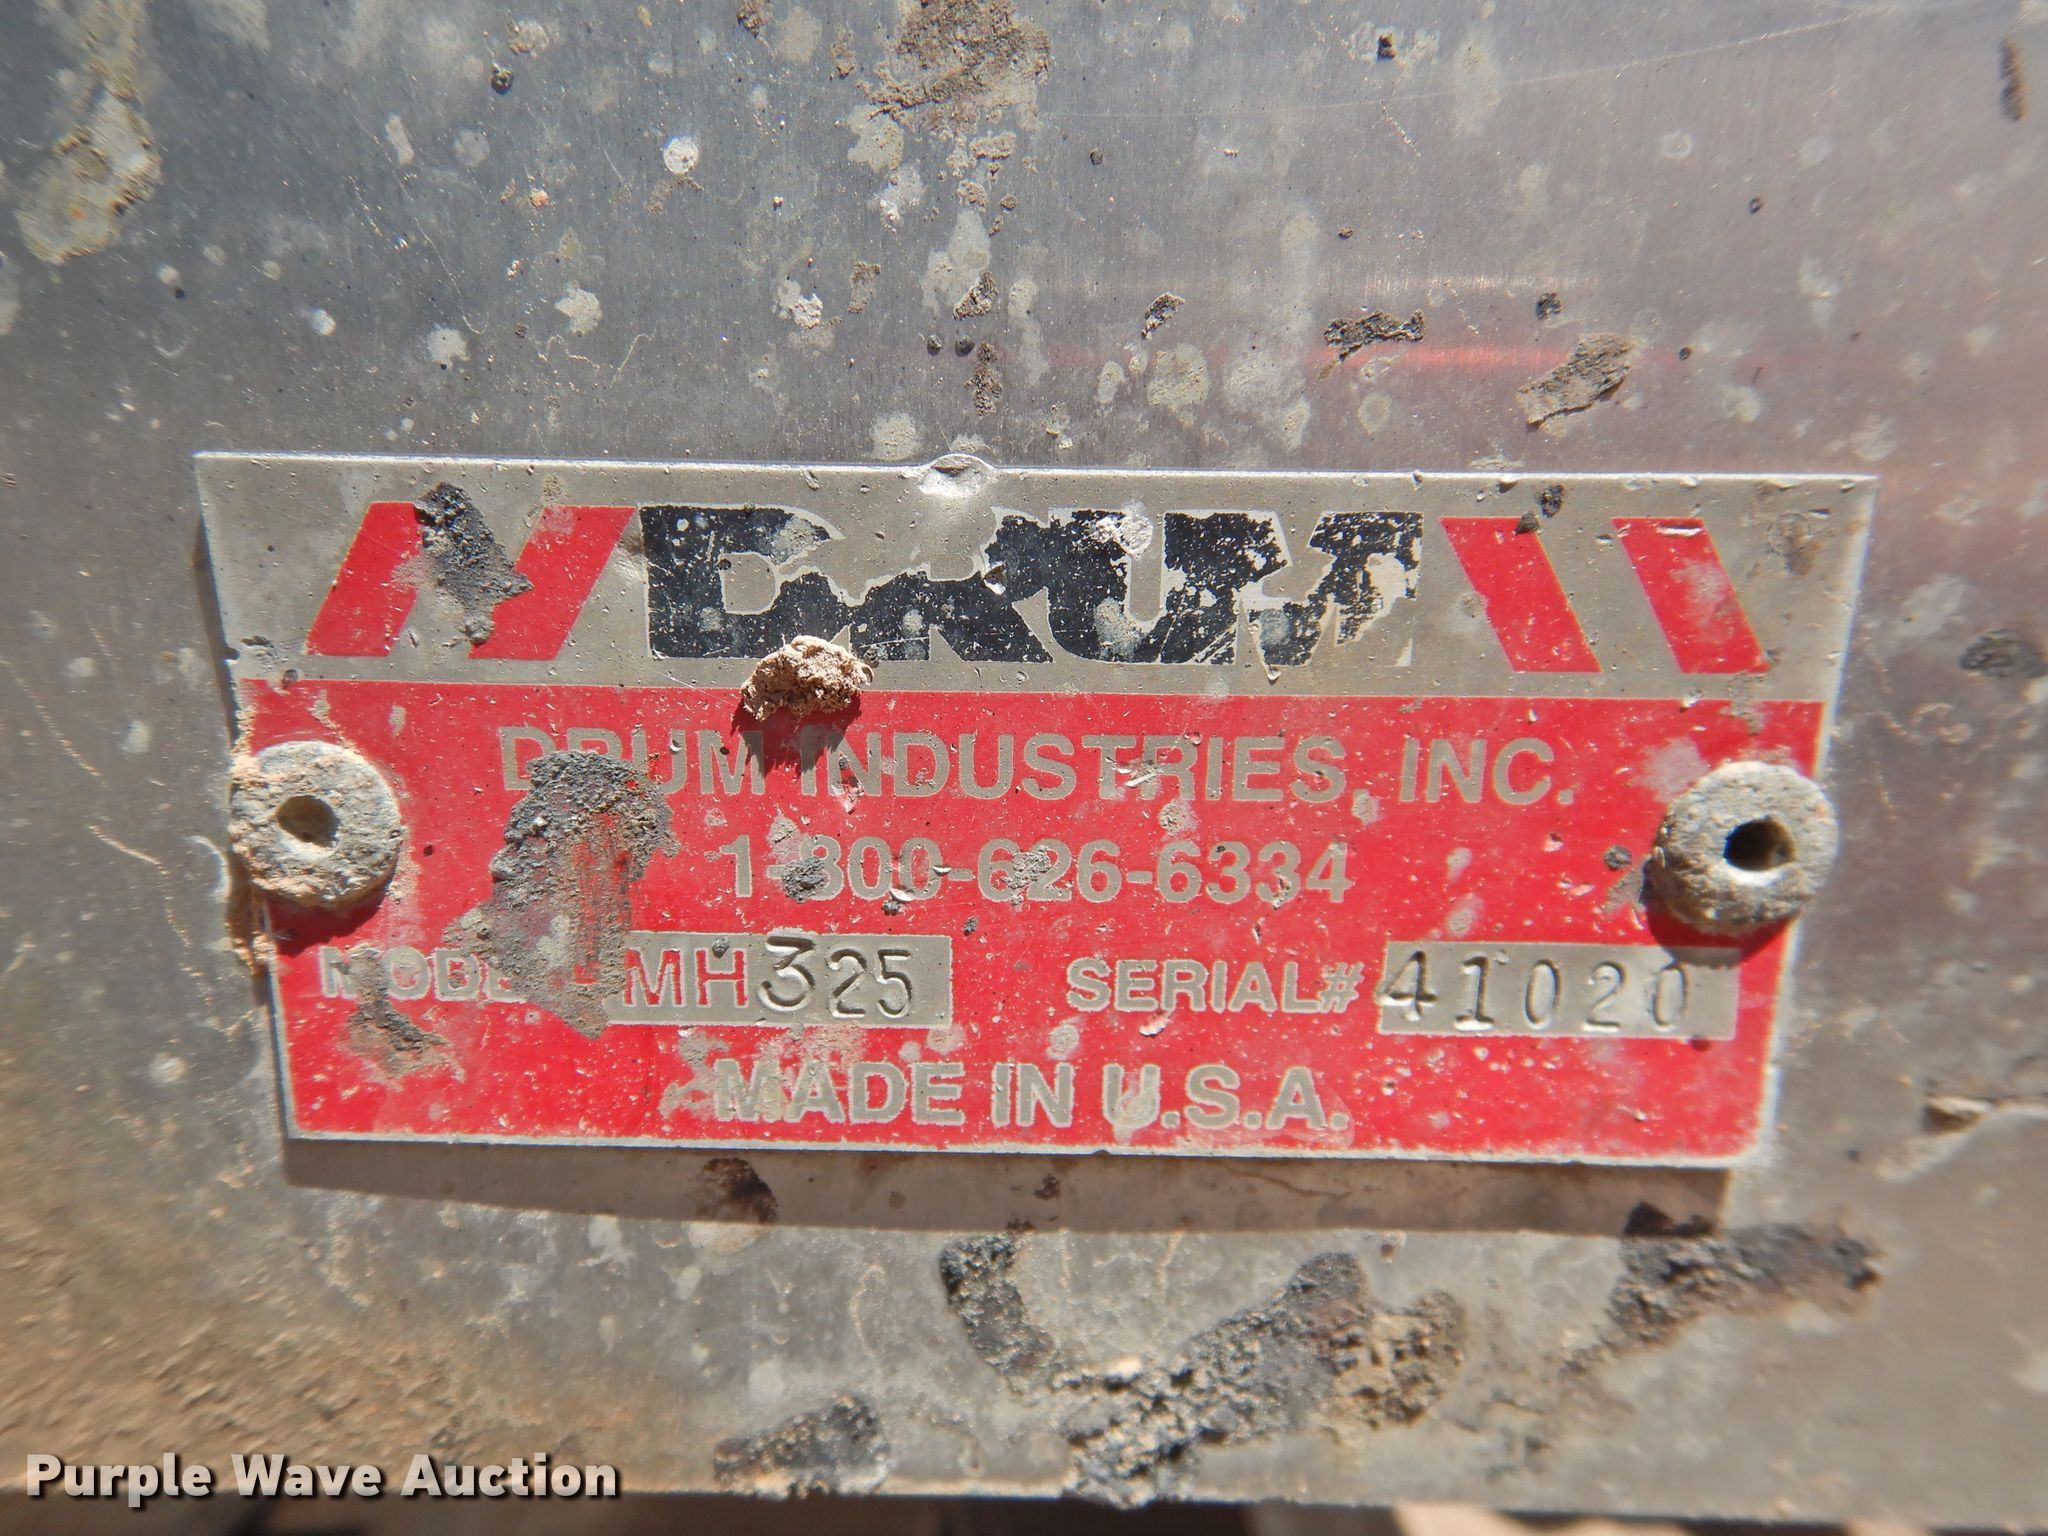 DRUM
DRUM INDUSTRIES, INC.
1-800-626-6334
MODEL MH325 SERIAL# 41020
MADE IN U.S.A.
Purple Wave Auction